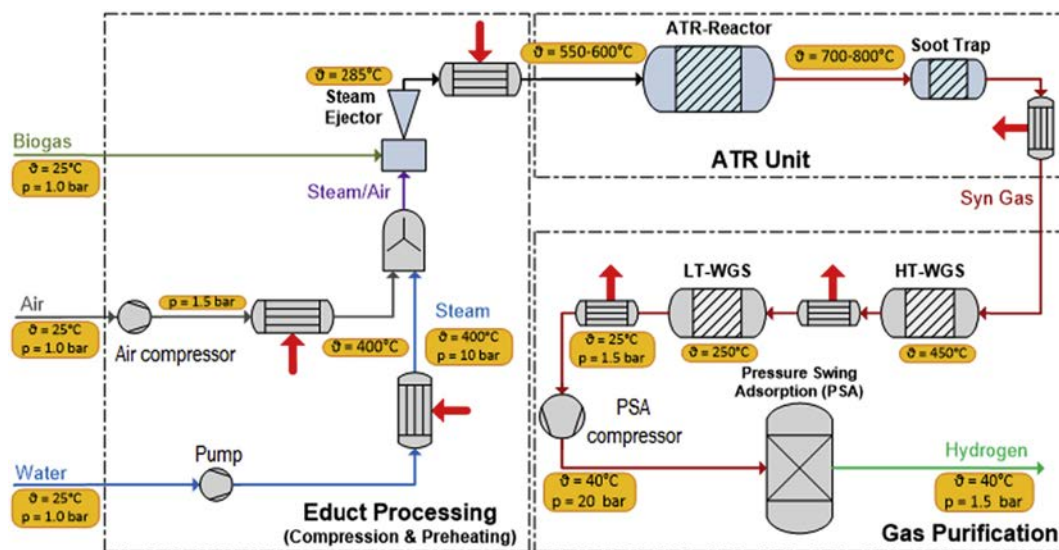 ATR-Reactor
Soot Trap
ϑ = 550-600°C
ϑ = 700-800°C
ϑ = 285°C
Steam
Ejector
Biogas
ϑ = 25°C
p = 1.0 bar
ATR Unit
Steam/Air
Syn Gas
LT-WGS
HT-WGS
Air
ϑ = 25°C
p = 1.0 bar
p = 1.5 bar
Air compressor
ϑ = 400°C
Steam
ϑ = 400°C
p = 10 bar
ϑ = 25°C
p = 1.5 bar
ϑ = 250°C
ϑ = 450°C
Pressure Swing
Adsorption (PSA)
PSA
compressor
Pump
Water
ϑ = 25°C
p = 1.0 bar
Hydrogen
ϑ = 40°C
p = 20 bar
ϑ = 40°C
p = 1.5 bar
Educt Processing
(Compression & Preheating)
Gas Purification